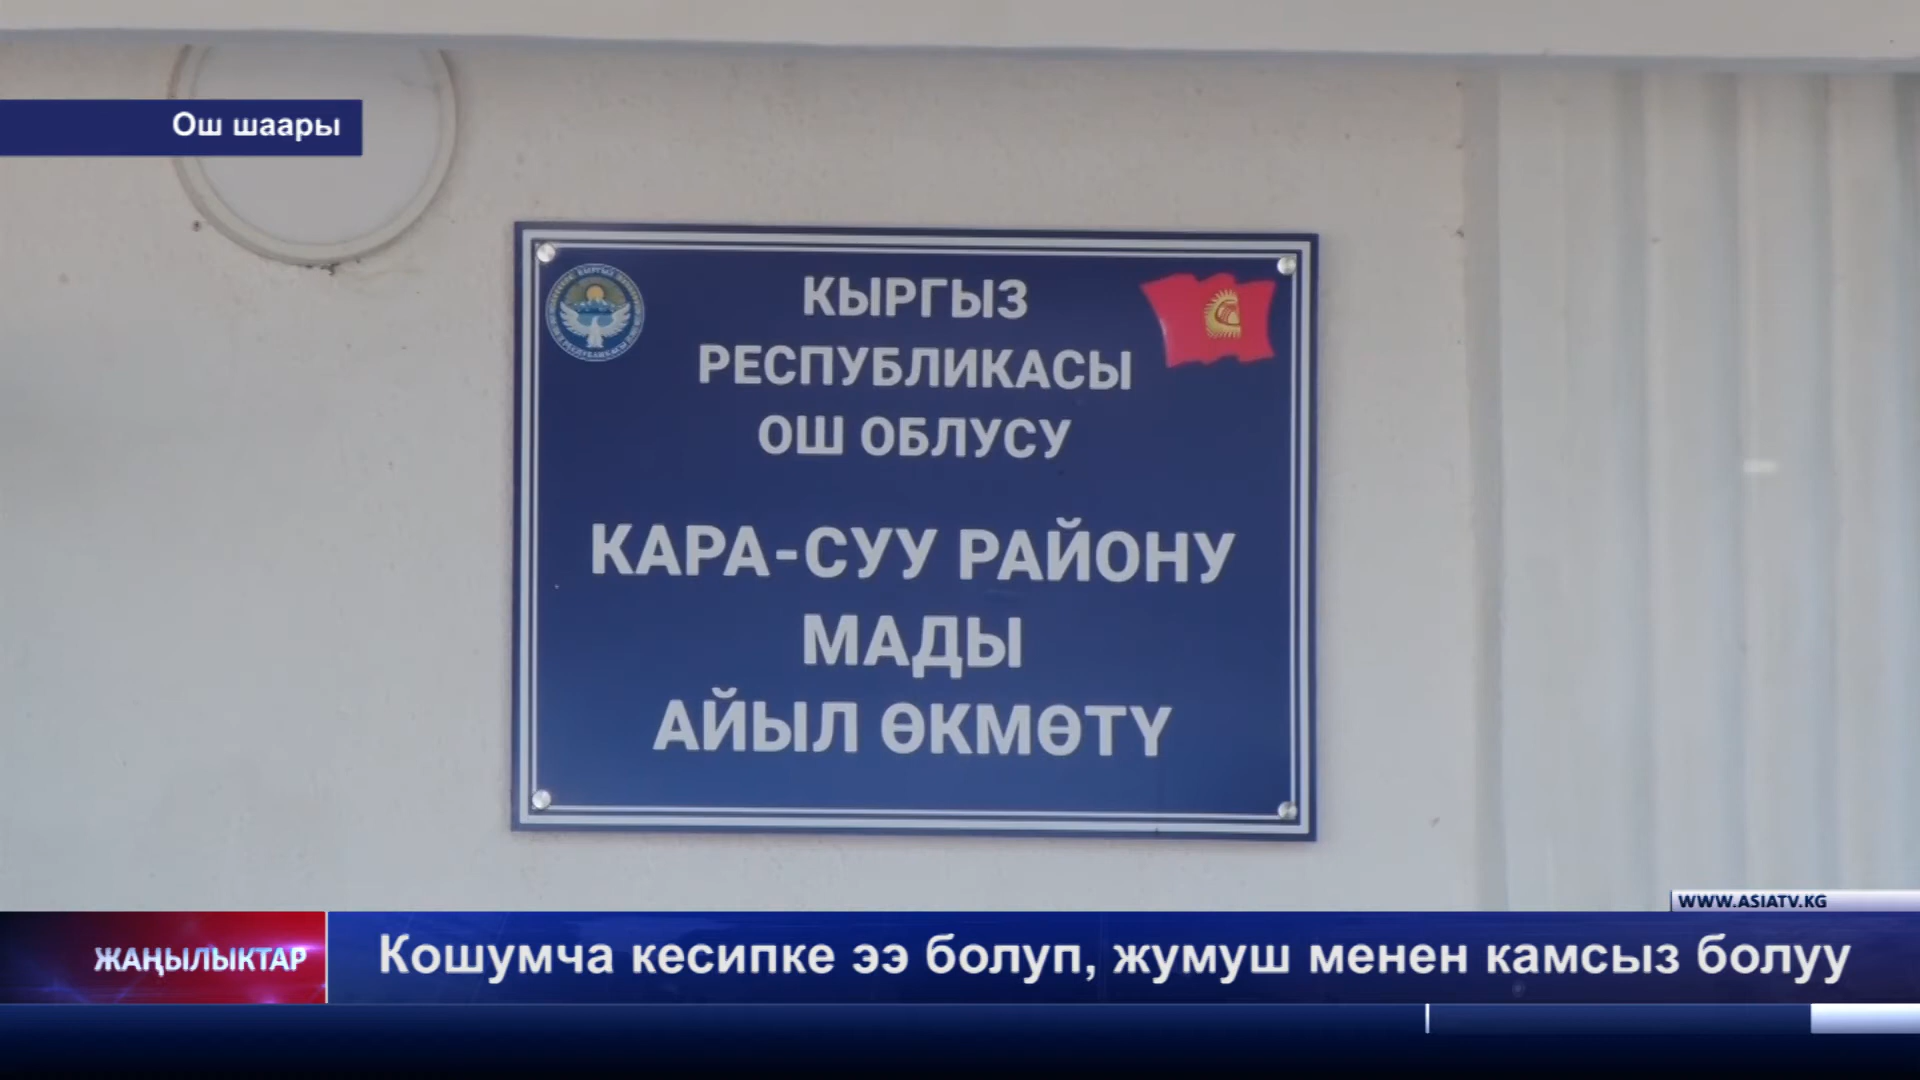 Ош шаары
КЫРГЫЗ
РЕСПУБЛИКАСЫ
ОШ ОБЛУСУ
КАРА-СУУ РАЙОНУ
МАДЫ
АЙЫЛ ӨКМӨТҮ
WWW.ASIATV.KG
ЖАҢЫЛЫКТАР
Кошумча кесипке ээ болуп, жумуш менен камсыз болуу